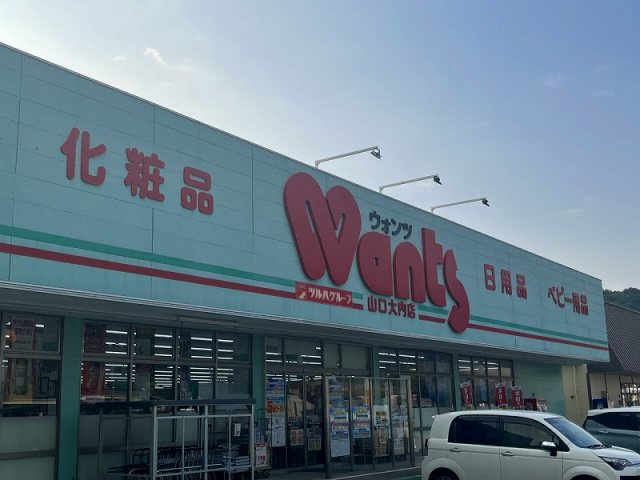 化粧品
ウォンツ
Wants
ツルハグループ
山口大内店
日用品
ベビー用品